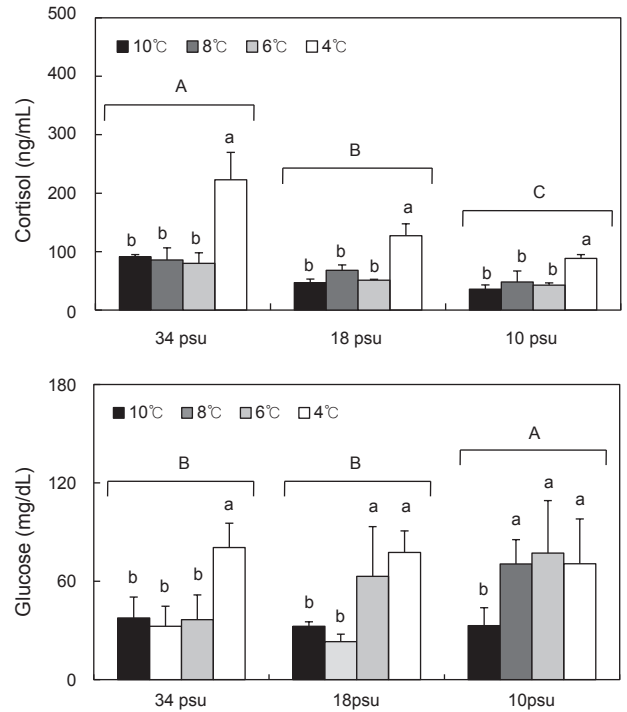 500
■ 10℃ ■ 8℃ ■ 6℃ □ 4℃
400
A
300
a
B
200
a
C
b b b
b b b
a
b b b
100
0
Cortisol (ng/mL)
34 psu 18 psu 10 psu
180
■ 10℃ ■ 8℃ ■ 6℃ □ 4℃
A
B B
120
a
a a
a a a
b b b
b b
b
60
0
Glucose (mg/dL)
34 psu 18psu 10psu